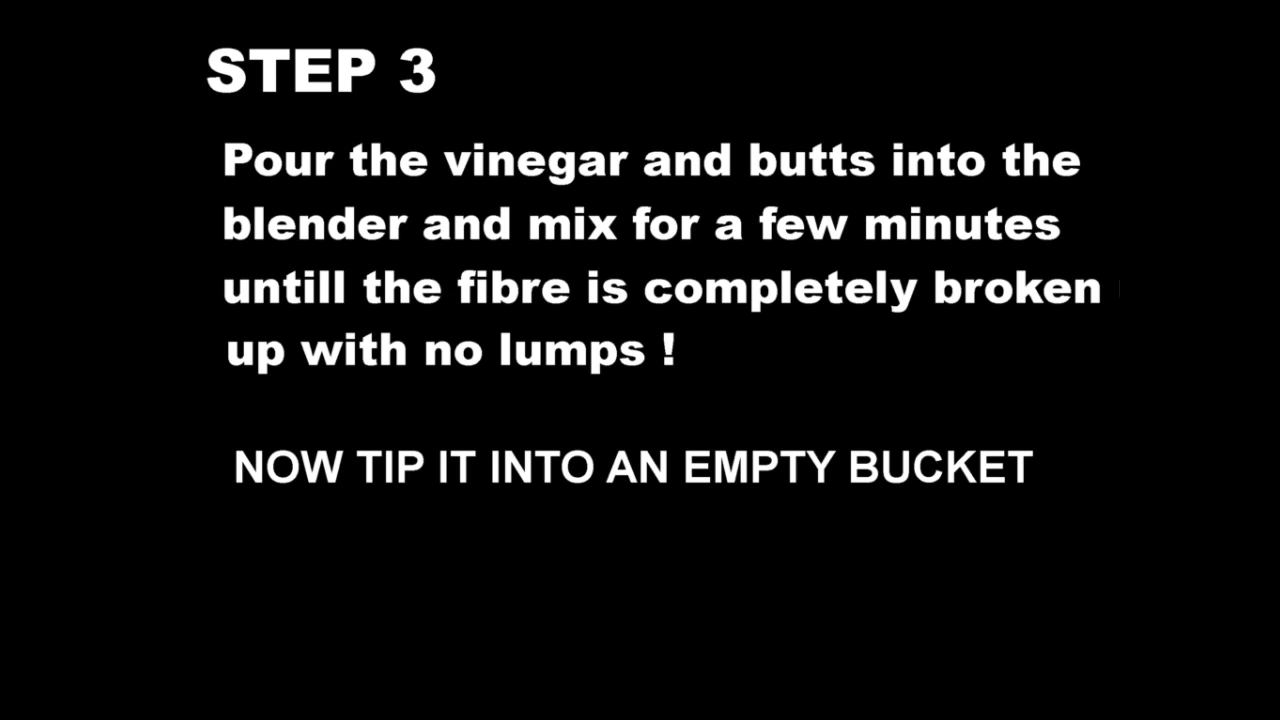 STEP 3
Pour the vinegar and butts into the
blender and mix for a few minutes
untill the fibre is completely broken
up with no lumps !
NOW TIP IT INTO AN EMPTY BUCKET